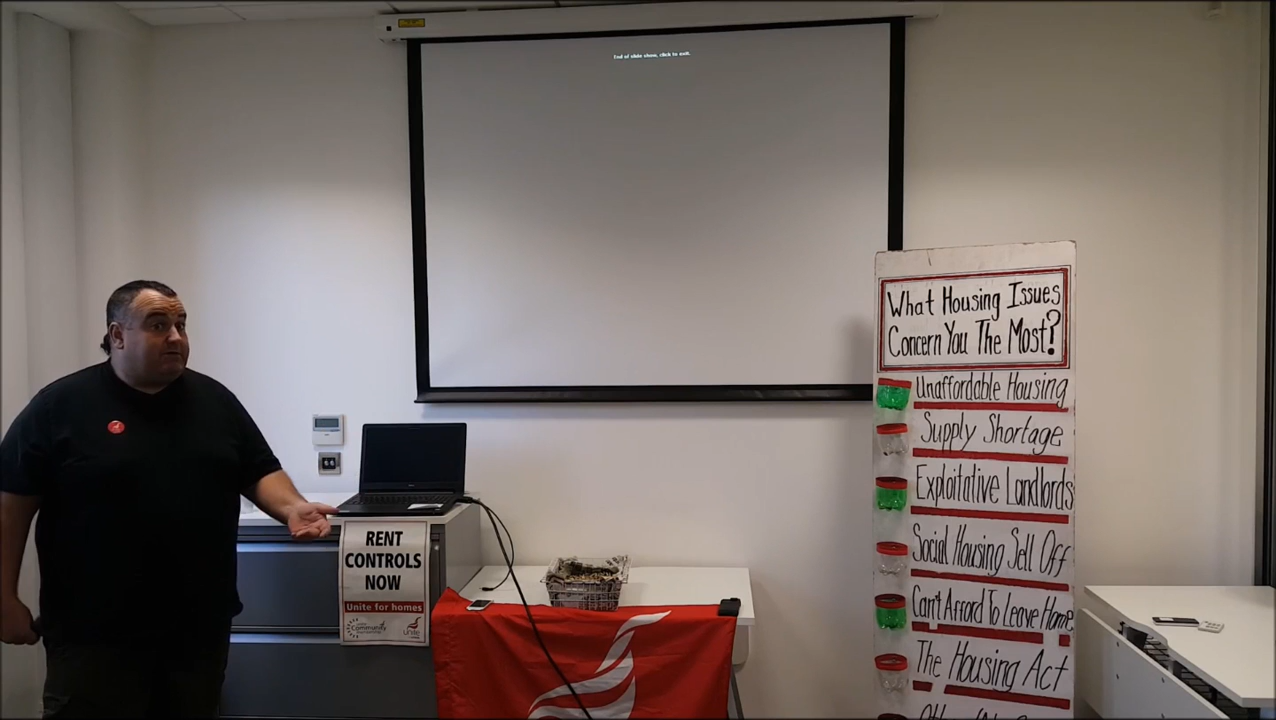 End of slide show, click to exit.
What Housing Issues
Concern You The Most?
Unaffordable Housing
Supply Shortage
Exploitative Landlords
Social Housing Sell Off
Can't Afford To Leave Home
The Housing Act
RENT
CONTROLS
NOW
Unite for homes
Community
unite